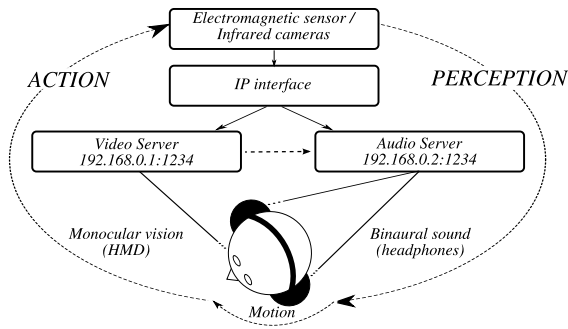 Electromagnetic sensor /
Infrared cameras
ACTION
PERCEPTION
IP interface
Video Server
192.168.0.1:1234
Audio Server
192.168.0.2:1234
Monocular vision
(HMD)
Binaural sound
(headphones)
Motion